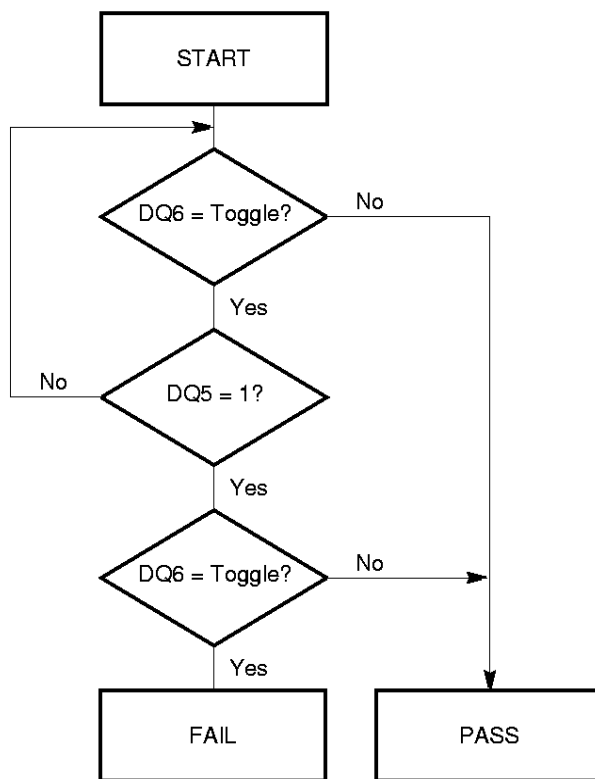 START
DQ6 = Toggle?
No
Yes
No
DQ5 = 1?
Yes
DQ6 = Toggle?
No
Yes
FAIL
PASS